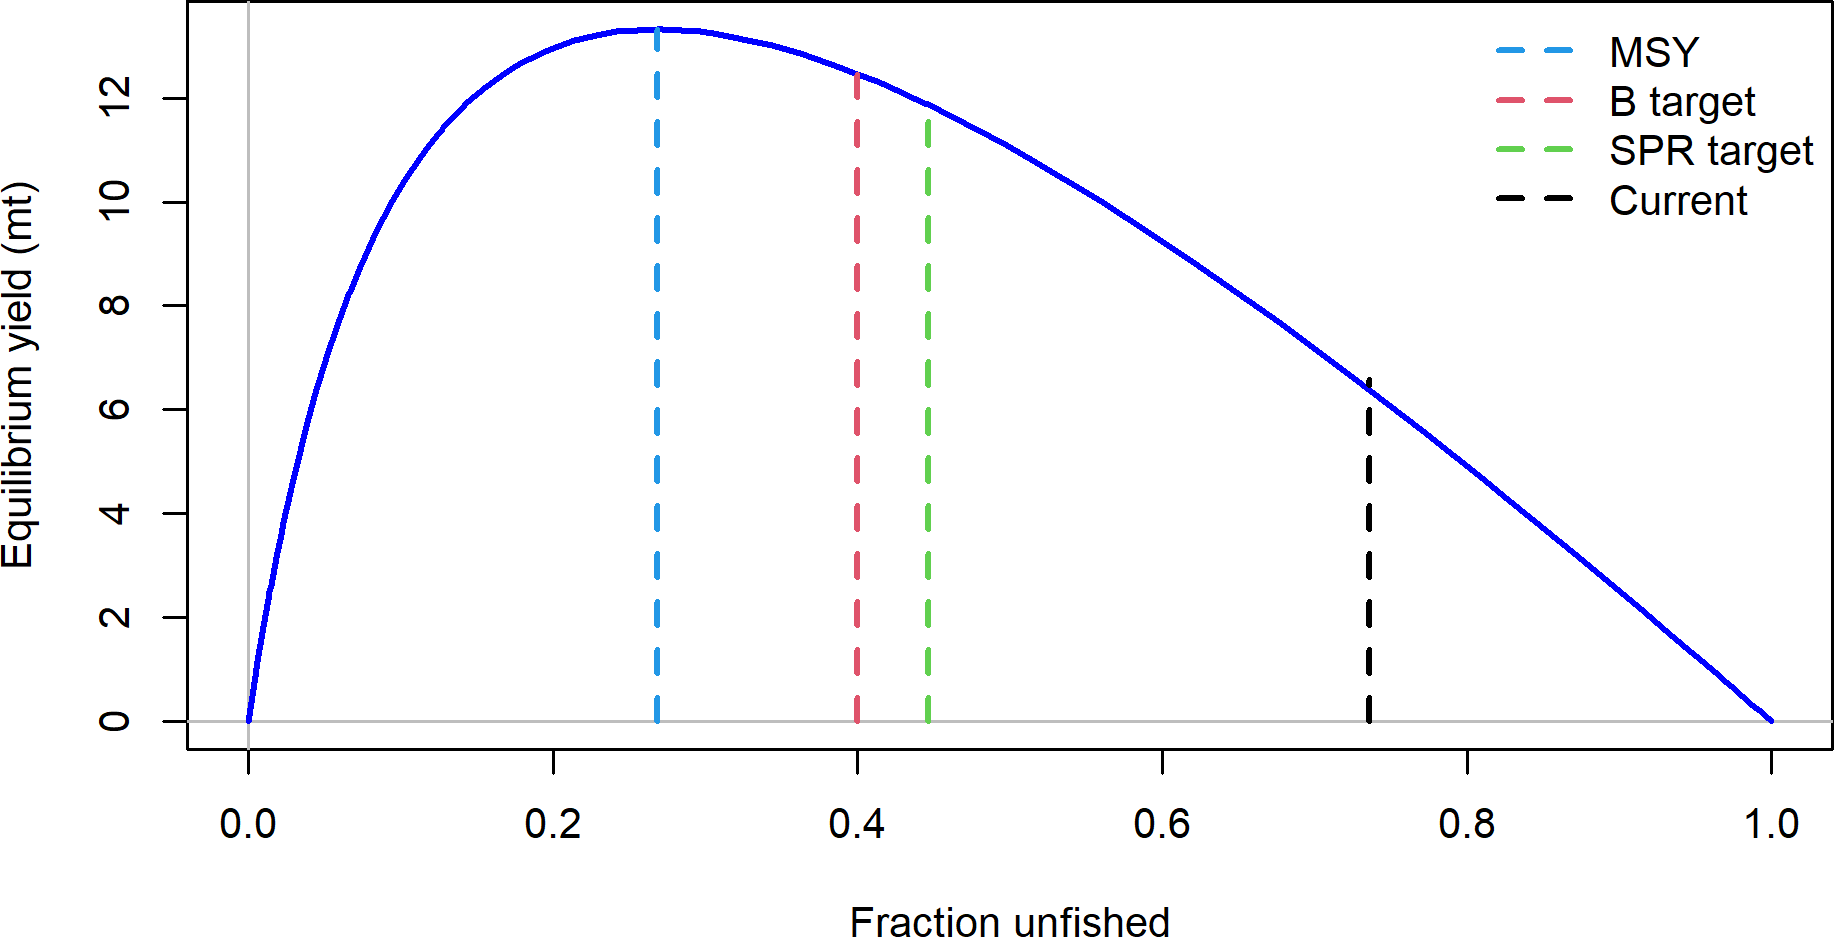 MSY
B target
SPR target
Current
Equilibrium yield (mt)
12
10
8
6
4
2
0
0.0 0.2 0.4 0.6 0.8 1.0
Fraction unfished